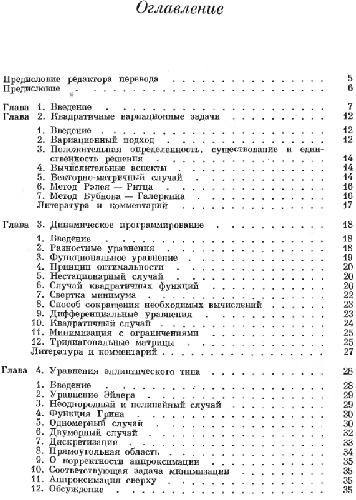 Оглавление
Предисловие редактора перевода . . . . . . . . . . . . 5
Предисловие . . . . . . . . . . . . 6
Глава 1. Введение . . . . . . . . . . . . 7
Глава 2. Квадратичные вариационные задачи . . . . . . . . . . . . 12
1. Введение . . . . . . . . . . . . 12
2. Вариационный подход . . . . . . . . . . . . 12
3. Положительная определенность, существование и един-
ственность решения . . . . . . . . . . . . 14
4. Вычислительные аспекты . . . . . . . . . . . . 14
5. Векторно-матричный случай . . . . . . . . . . . . 14
6. Метод Рэлея — Ритца . . . . . . . . . . . . 16
7. Метод Бубнова — Галеркина . . . . . . . . . . . . 16
Литература и комментарий . . . . . . . . . . . . 17
Глава 3. Динамическое программирование . . . . . . . . . . . . 18
1. Введение . . . . . . . . . . . . 18
2. Разностные уравнения . . . . . . . . . . . . 18
3. Функциональное уравнение . . . . . . . . . . . . 19
4. Принцип оптимальности . . . . . . . . . . . . 20
5. Нестационарный случай . . . . . . . . . . . . 20
6. Случай квадратичных функций . . . . . . . . . . . . 20
7. Свертка минимума . . . . . . . . . . . . 22
8. Способ сокращения необходимых вычислений . . . . . . . . . . . . 23
9. Дифференциальные уравнения . . . . . . . . . . . . 23
10. Квадратичный случай . . . . . . . . . . . . 24
11. Минимизация с ограничениями . . . . . . . . . . . . 25
12. Тридиагональные матрицы . . . . . . . . . . . . 25
Литература и комментарий . . . . . . . . . . . . 27
Глава 4. Уравнения эллиптического типа . . . . . . . . . . . . 28
1. Введение . . . . . . . . . . . . 28
2. Уравнение Эйлера . . . . . . . . . . . . 29
3. Неоднородный и нелинейный случай . . . . . . . . . . . . 29
4. Функция Грина . . . . . . . . . . . . 30
5. Одномерный случай . . . . . . . . . . . . 30
6. Двумерный случай . . . . . . . . . . . . 32
7. Дискретизация . . . . . . . . . . . . 33
8. Прямоугольная область . . . . . . . . . . . . 34
9. О корректности аппроксимации . . . . . . . . . . . . 35
10. Соответствующая задача минимизации . . . . . . . . . . . . 35
11. Аппроксимация сверху . . . . . . . . . . . . 35
12. Обсуждение . . . . . . . . . . . . 35